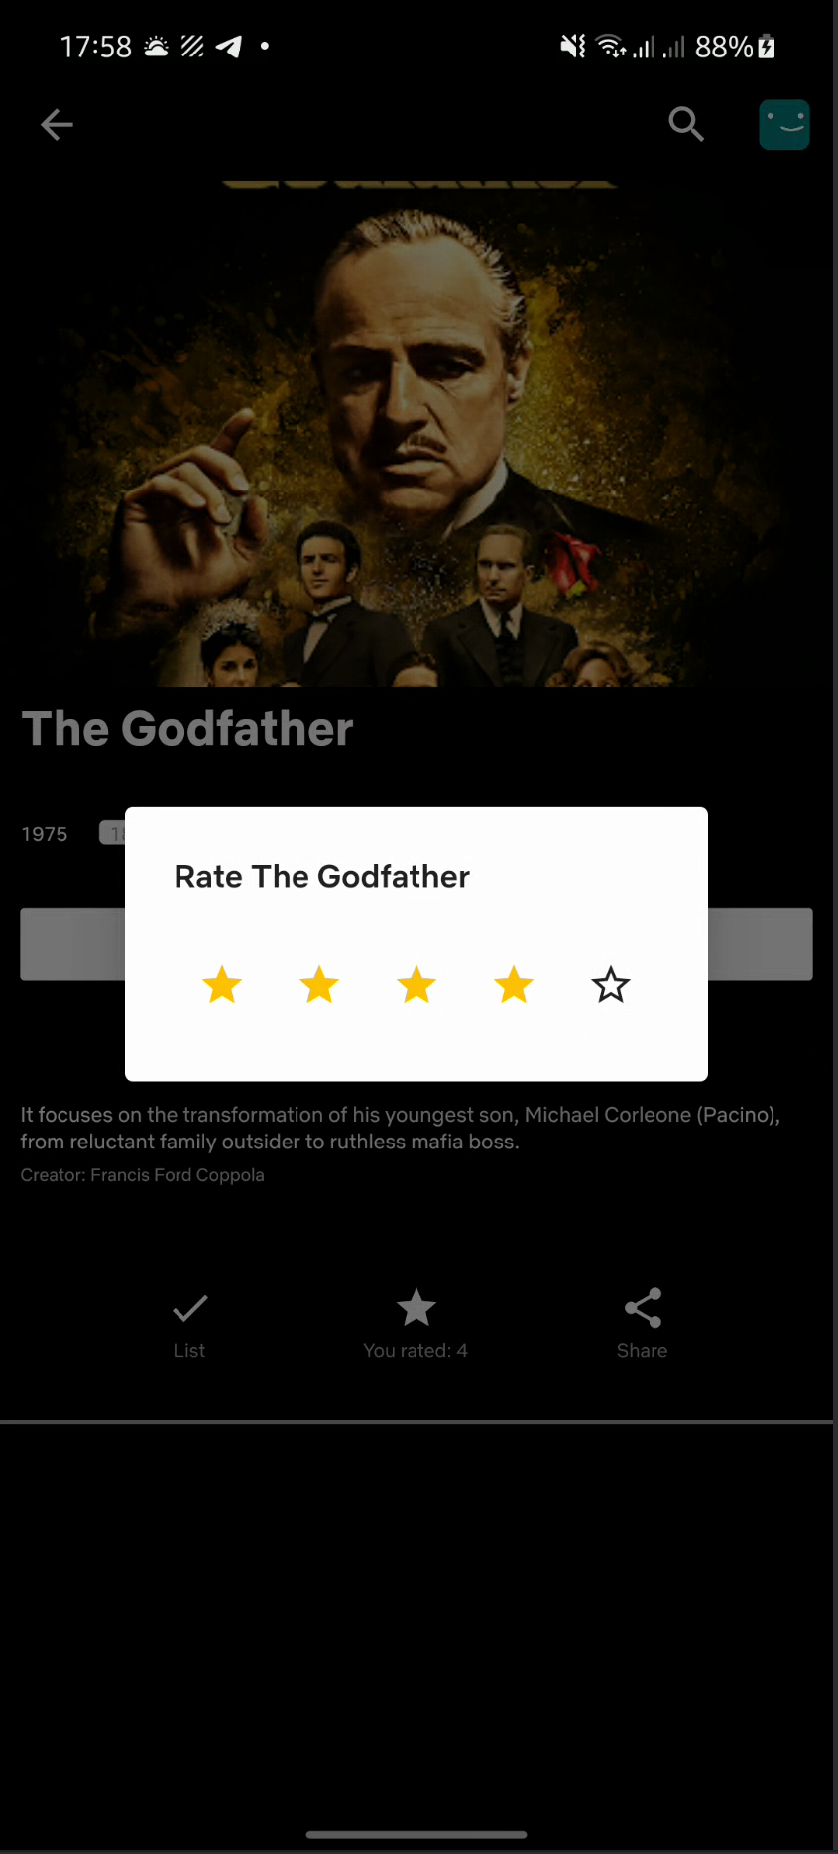 17:58
88%
The Godfather
1975
Rate The Godfather
It focuses on the transformation of his youngest son, Michael Corleone (Pacino),
from reluctant family outsider to ruthless mafia boss.
Creator: Francis Ford Coppola
List
You rated: 4
Share